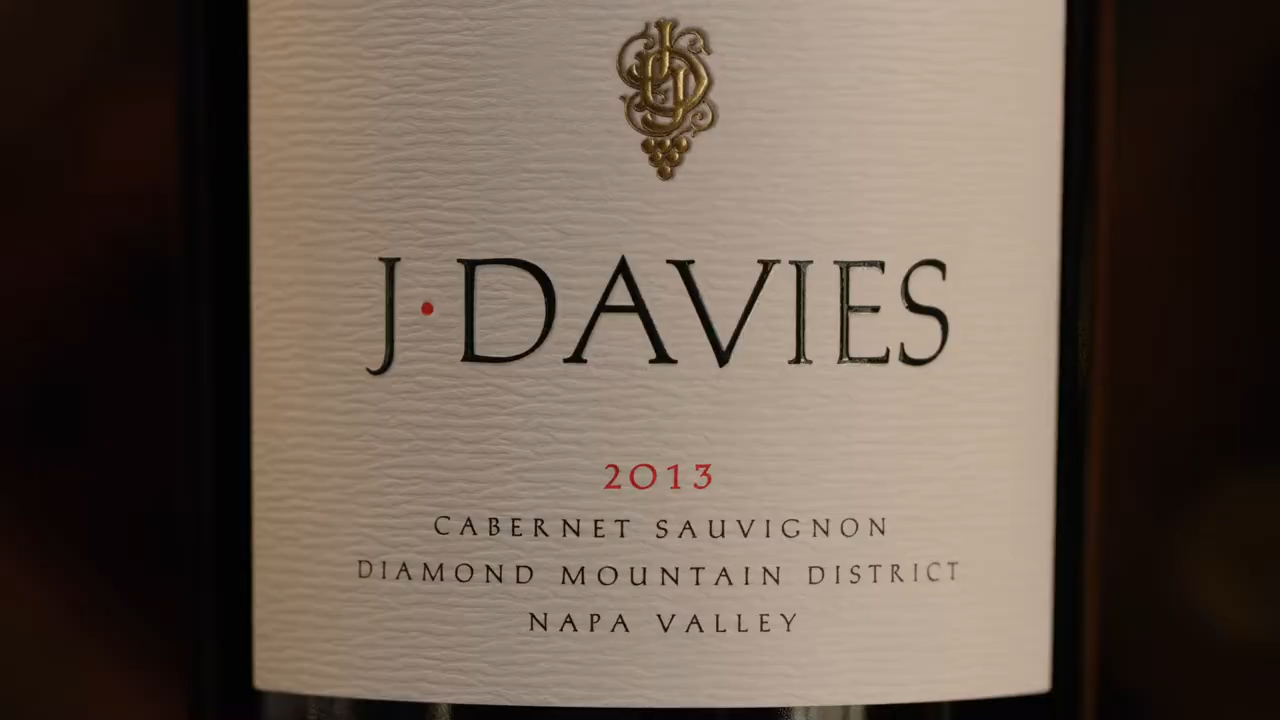 J·DAVIES
2013
CABERNET SAUVIGNON
DIAMOND MOUNTAIN DISTRICT
NAPA VALLEY